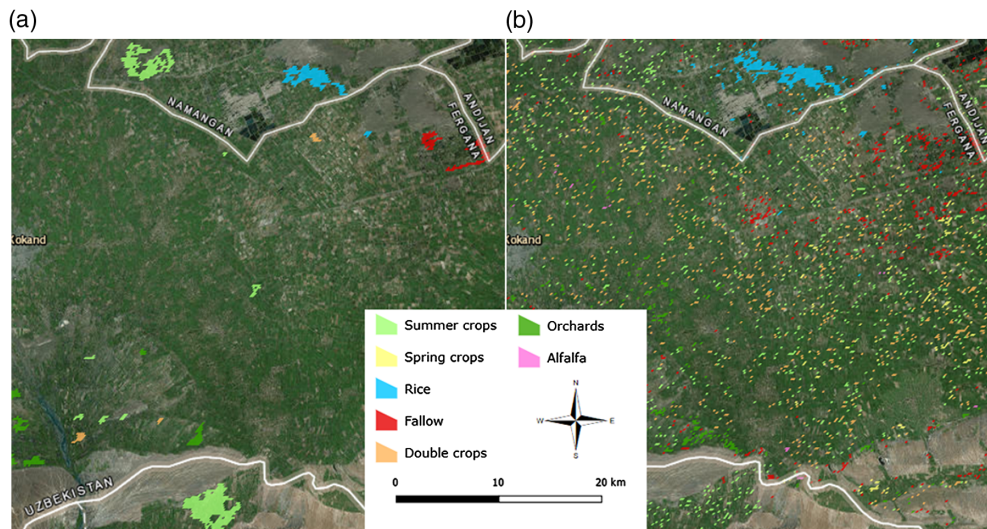 (a)
(b)
NAMANGAN
ANDIJAN
FERGANA
Kokand
UZBEKISTAN
NAMANGAN
ANDIJAN
FERGANA
Kokand
Summer crops
Spring crops
Rice
Fallow
Double crops
Orchards
Alfalfa
N
W
E
S
0
10
20 km